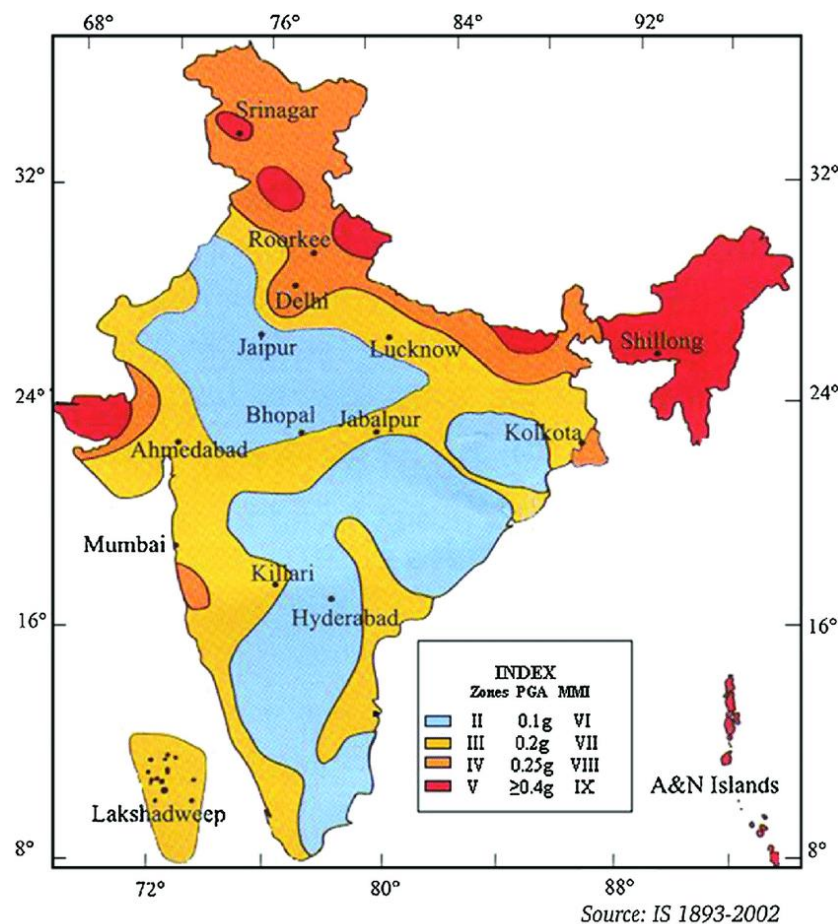 68° 76° 84° 92°
Srinagar
32° 32°
Roorkee
Delhi
Jaipur Lucknow Shillong
24° 24°
Bhopal Jabalpur Kolkota
Ahmedabad
Mumbai
Killari
Hyderabad
16° 16°
INDEX
Zones PGA MMI
II 0.1g VI
III 0.2g VII
IV 0.25g VIII
V ≥0.4g IX
A&N Islands
Lakshadweep
8° 8°
72° 80° 88°
Source: IS 1893-2002